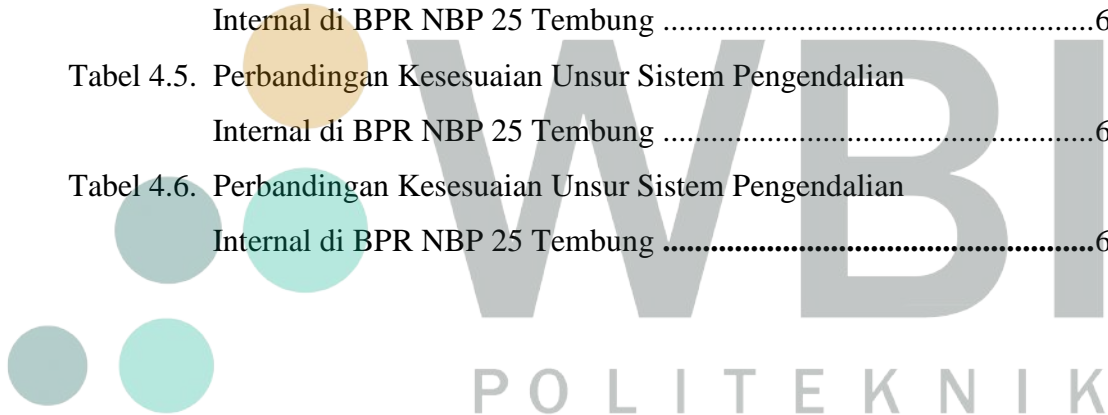 Internal di BPR NBP 25 Tembung ......................................................6
Tabel 4.5. Perbandingan Kesesuaian Unsur Sistem Pengendalian
Internal di BPR NBP 25 Tembung ......................................................6
Tabel 4.6. Perbandingan Kesesuaian Unsur Sistem Pengendalian
Internal di BPR NBP 25 Tembung ......................................................6
WBI
POLITEKNIK